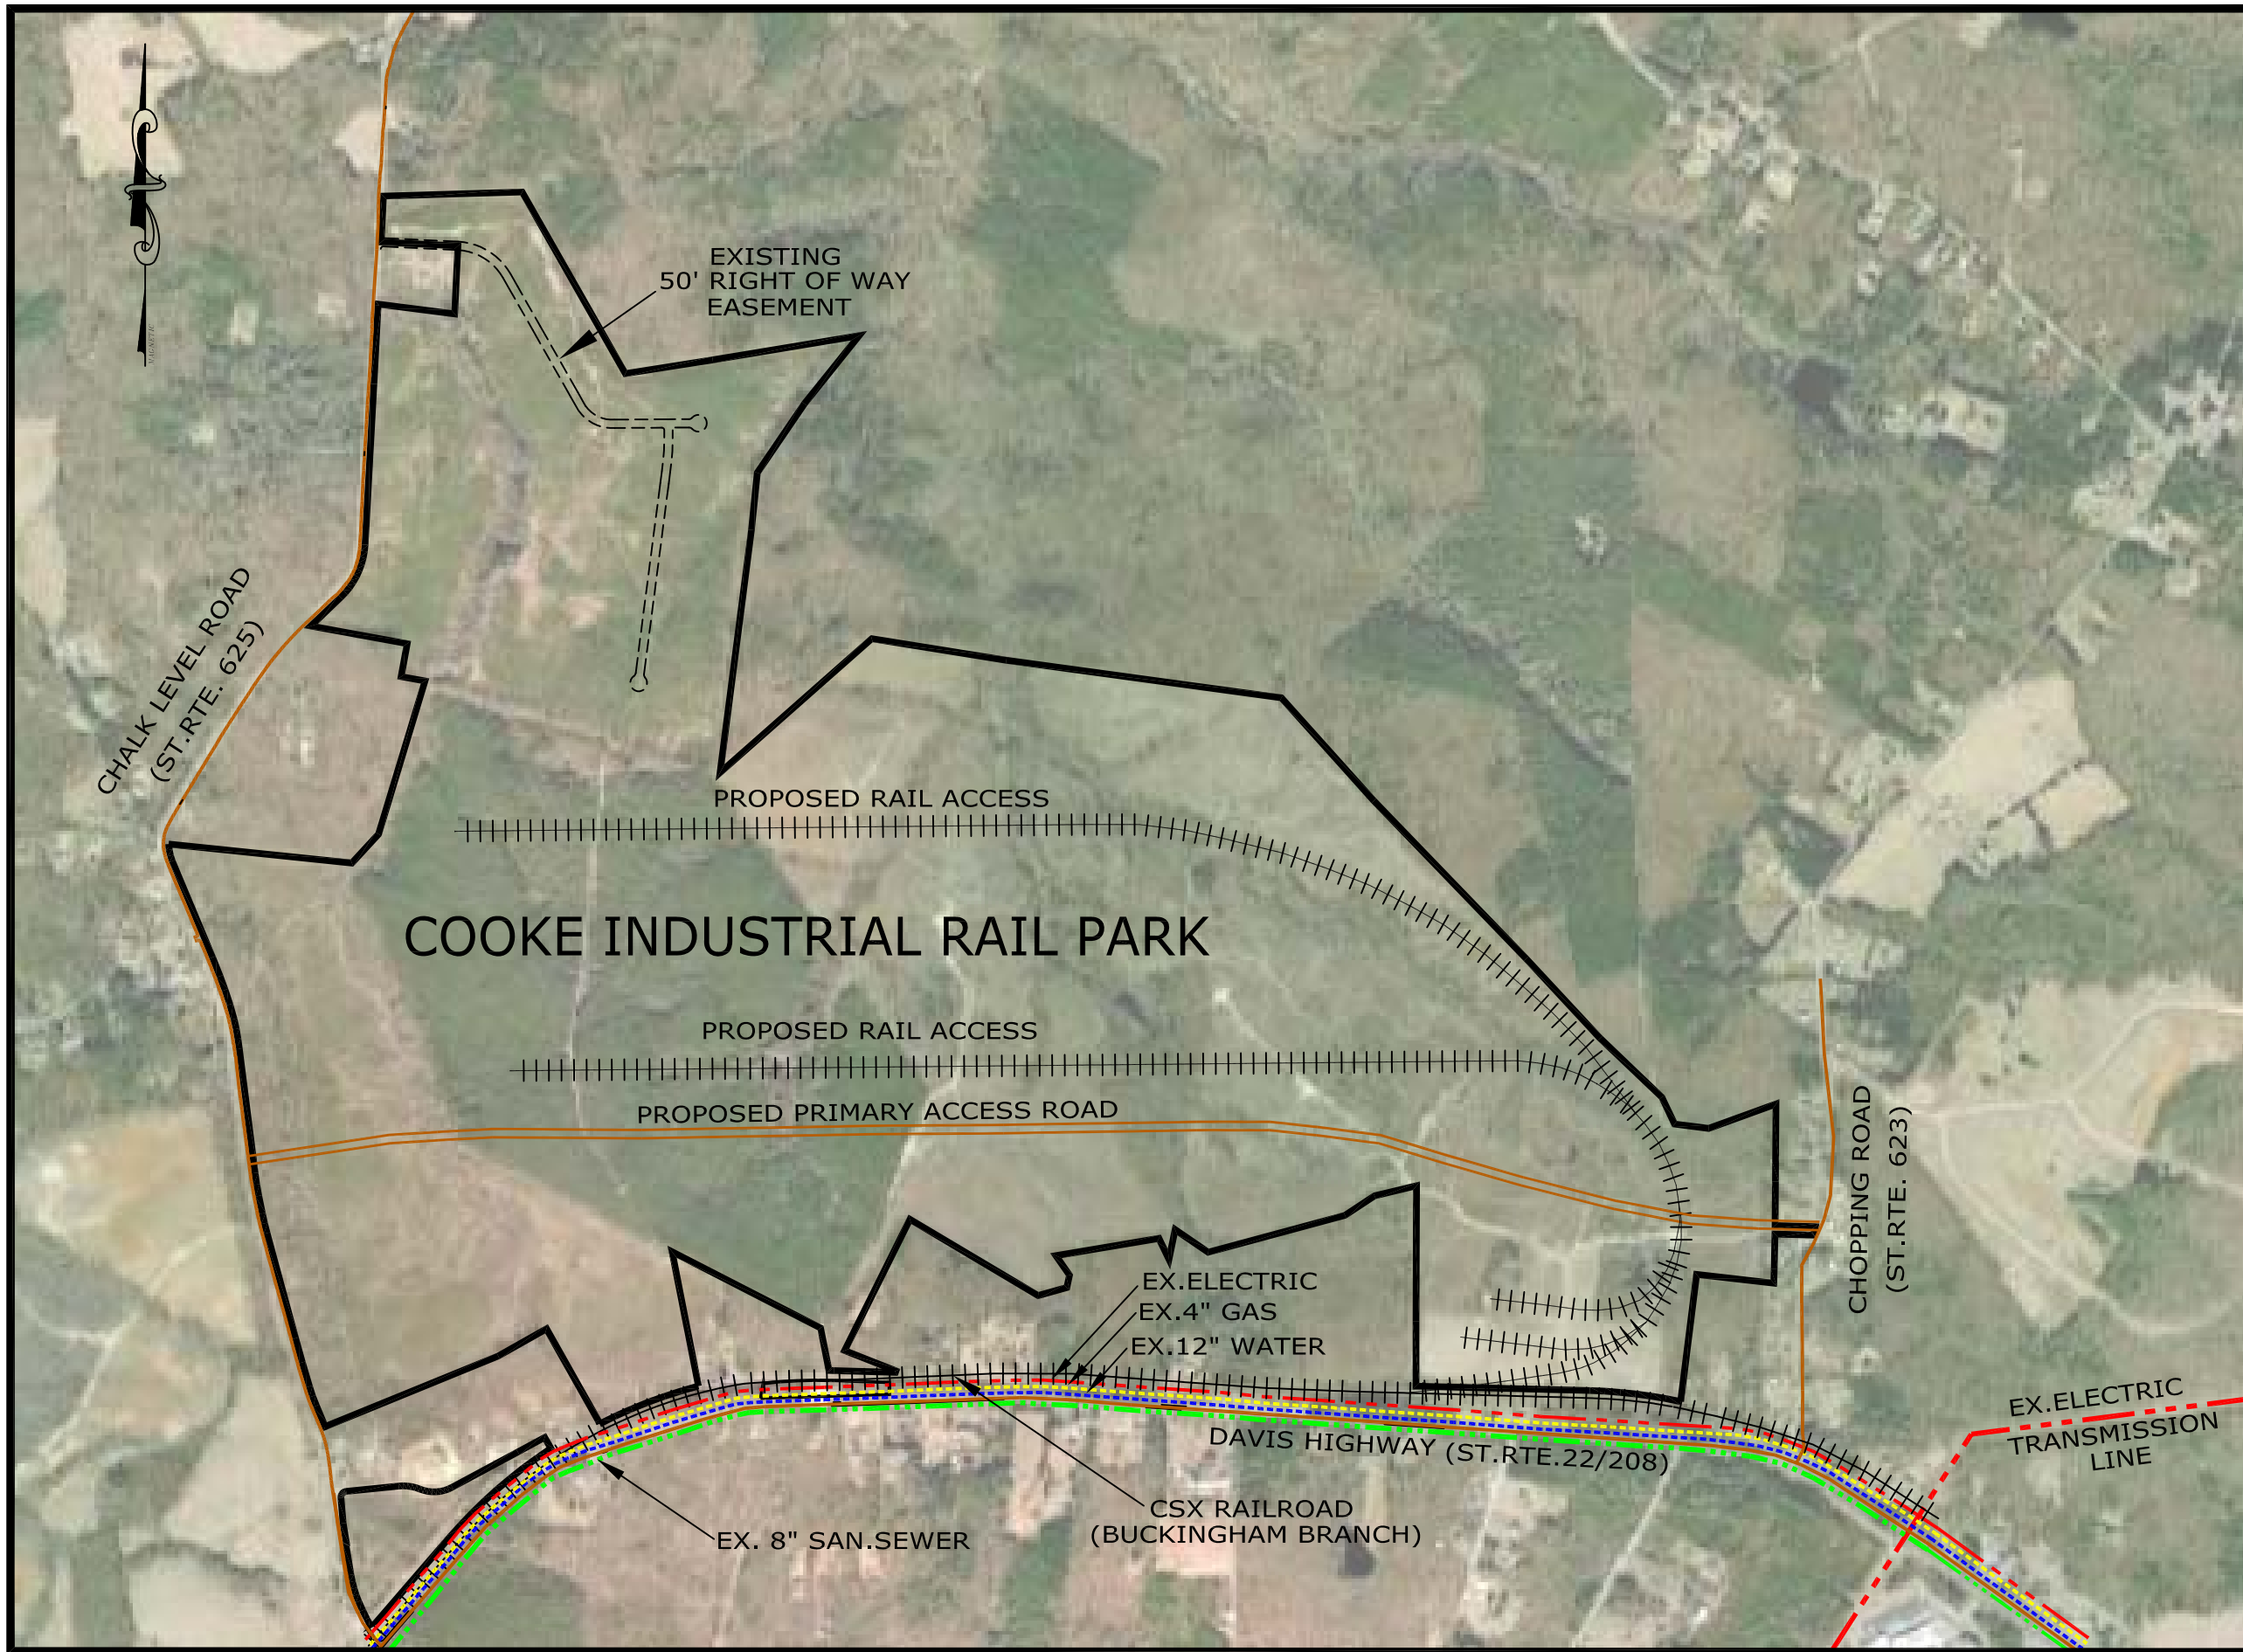 MAGNETIC
EXISTING
50' RIGHT OF WAY
EASEMENT
CHALK LEVEL ROAD
(ST.RTE. 625)
PROPOSED RAIL ACCESS
COOKE INDUSTRIAL RAIL PARK
PROPOSED RAIL ACCESS
PROPOSED PRIMARY ACCESS ROAD
CHOPPING ROAD
(ST.RTE. 623)
EX.ELECTRIC
EX.4" GAS
EX.12" WATER
EX.ELECTRIC
TRANSMISSION
LINE
DAVIS HIGHWAY (ST.RTE.22/208)
CSX RAILROAD
(BUCKINGHAM BRANCH)
EX. 8" SAN.SEWER